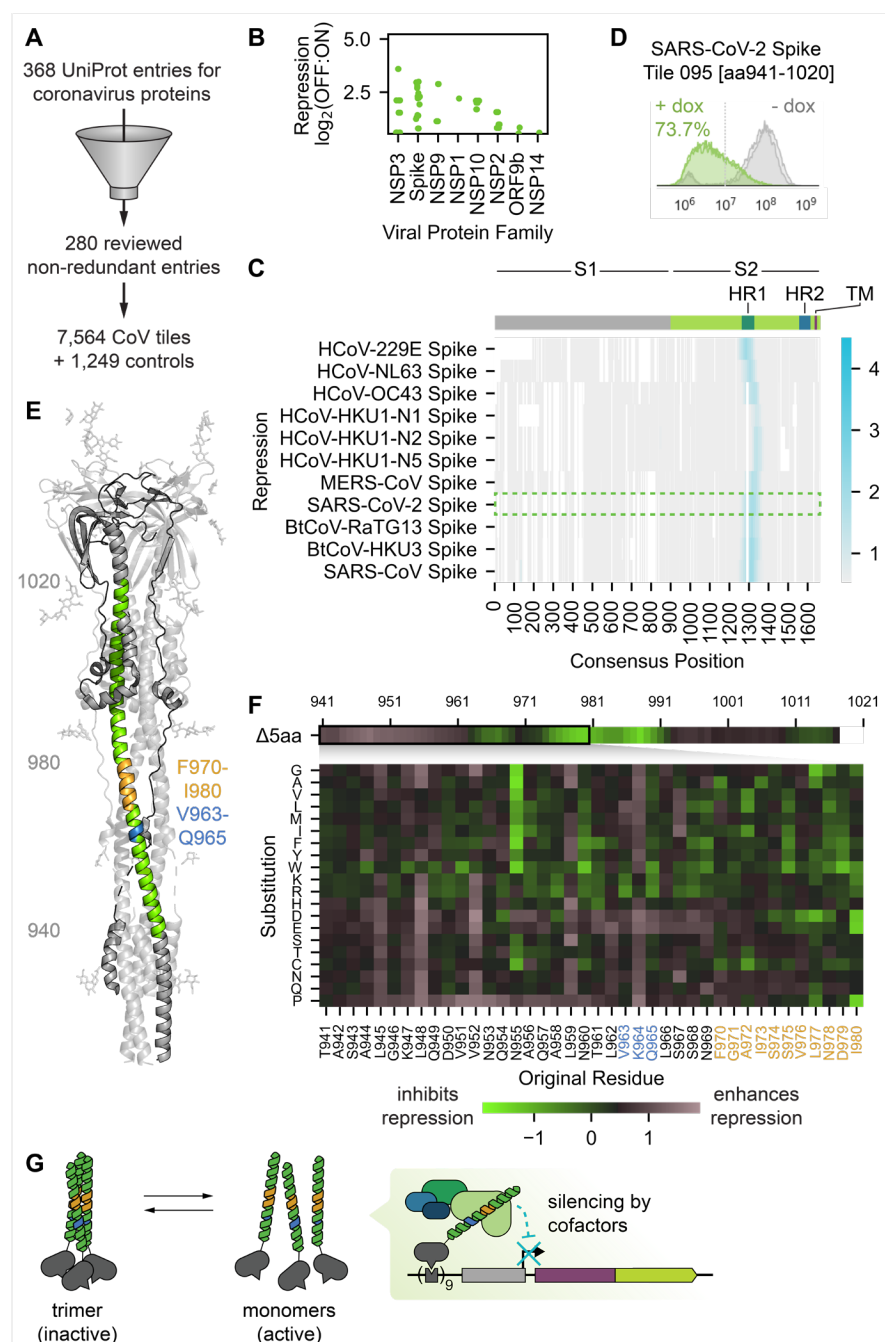 A
368 UniProt entries for
coronavirus proteins
280 reviewed
non-redundant entries
7,564 CoV tiles
+ 1,249 controls
B
Repression
log2(OFF:ON)
5.0
2.5
NSP3
Spike
NSP9
NSP1
NSP10
NSP2
ORF9b
NSP14
Viral Protein Family
D
SARS-CoV-2 Spike
Tile 095 [aa941-1020]
+ dox
73.7%
- dox
10^6 10^7 10^8 10^9
C
S1 S2
HR1 HR2 TM
Repression
HCoV-229E Spike
HCoV-NL63 Spike
HCoV-OC43 Spike
HCoV-HKU1-N1 Spike
HCoV-HKU1-N2 Spike
HCoV-HKU1-N5 Spike
MERS-CoV Spike
SARS-CoV-2 Spike
BtCoV-RaTG13 Spike
BtCoV-HKU3 Spike
SARS-CoV Spike
4
3
2
1
0 100 200 300 400 500 600 700 800 900 1000 1100 1200 1300 1400 1500 1600
Consensus Position
E
1020
980
940
F970-
I980
V963-
Q965
F
941 951 961 971 981 991 1001 1011 1021
Δ5aa
Substitution
G
A
V
L
M
I
F
Y
W
K
R
H
D
E
S
T
C
N
Q
P
T941 A942 S943 A944 L945 G946 K947 L948 Q949 D950 V951 V952 N953 Q954 N955 A956 Q957 A958 L959 N960 T961 L962 V963 K964 Q965 L966 S967 S968 N969 F970 G971 A972 I973 S974 S975 V976 L977 N978 D979 I980
Original Residue
inhibits
repression
enhances
repression
−1 0 1
G
trimer
(inactive)
monomers
(active)
silencing by
cofactors
( )9